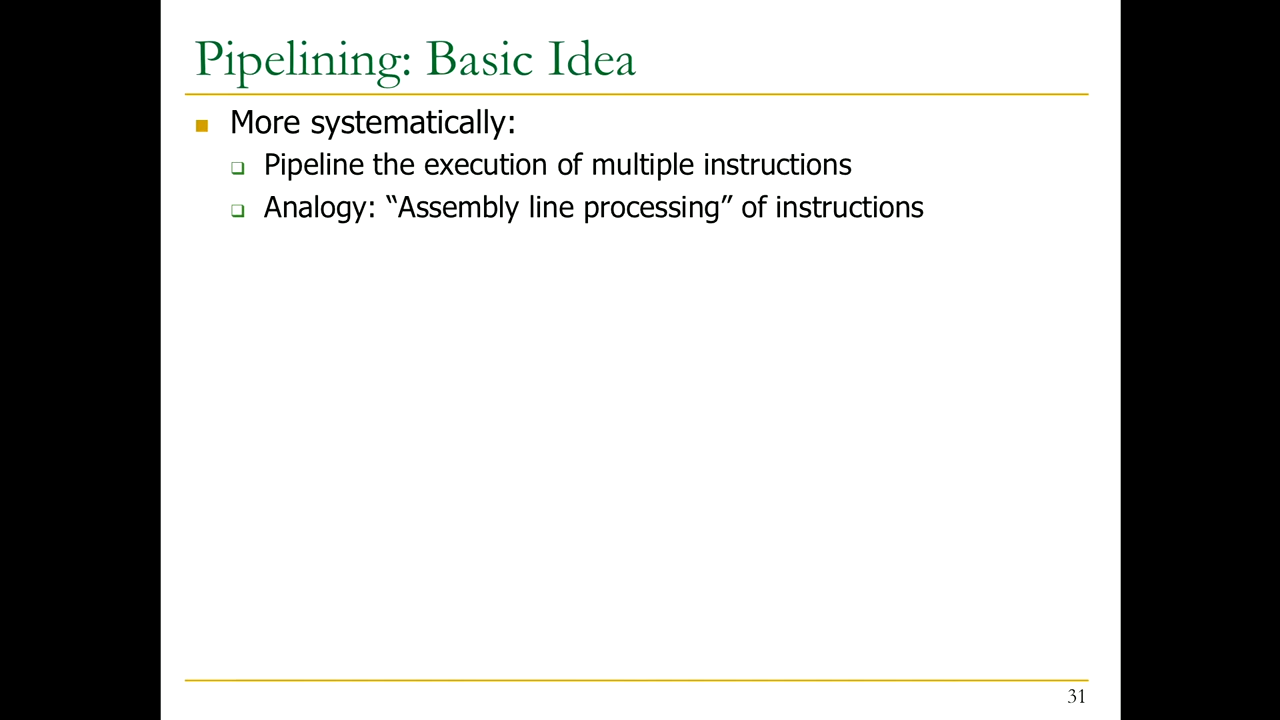 Pipelining: Basic Idea
More systematically:
Pipeline the execution of multiple instructions
Analogy: “Assembly line processing” of instructions
31